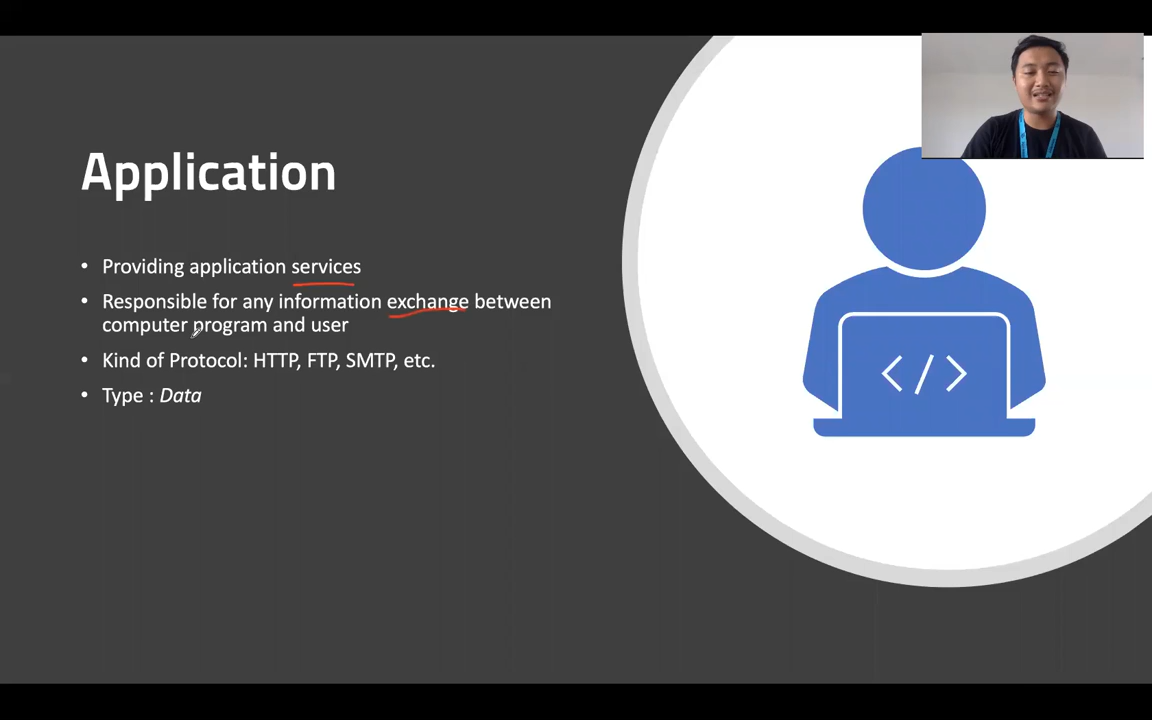 Application
• Providing application services
• Responsible for any information exchange between
computer program and user
• Kind of Protocol: HTTP, FTP, SMTP, etc.
• Type : Data
</>